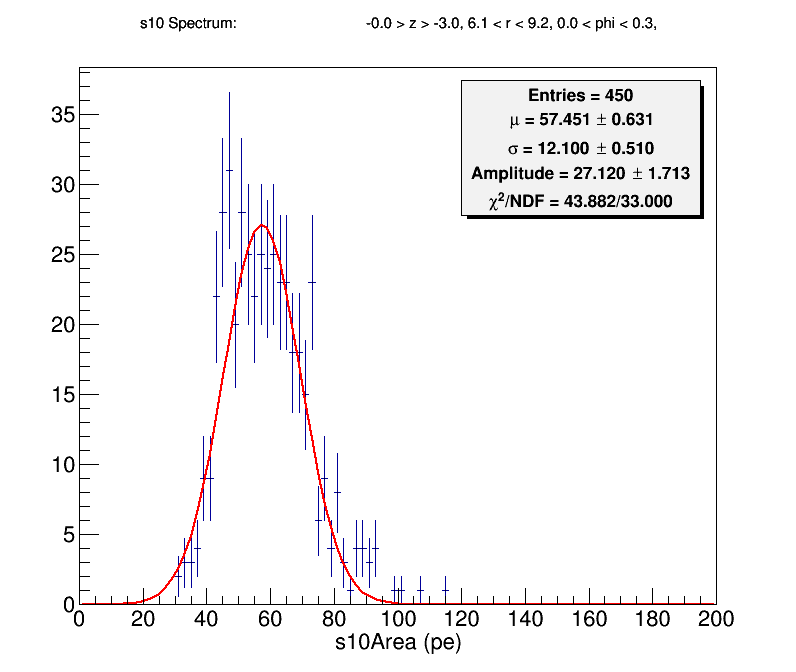 s10 Spectrum: -0.0 > z > -3.0, 6.1 < r < 9.2, 0.0 < phi < 0.3,
Entries = 450
μ = 57.451 ± 0.631
σ = 12.100 ± 0.510
Amplitude = 27.120 ± 1.713
χ²/NDF = 43.882/33.000
35
30
25
20
15
10
5
0
0 20 40 60 80 100 120 140 160 180 200
s10Area (pe)